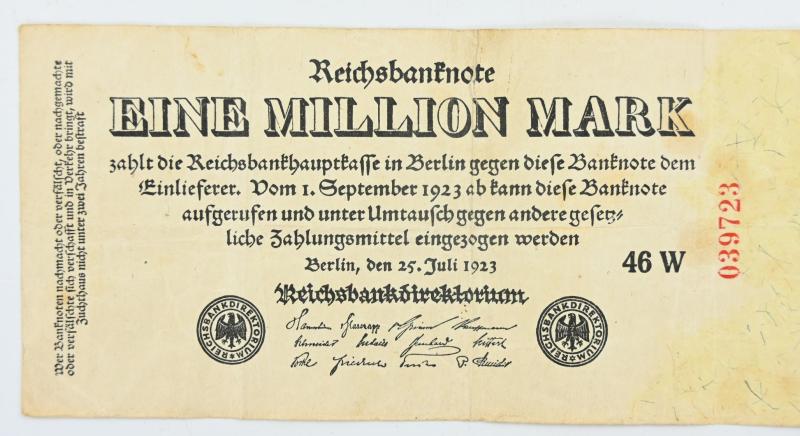 Reichsbanknote
EINE MILLION MARK
zahlt die Reichsbankhauptkasse in Berlin gegen diese Banknote dem
Einlieferer. Vom 1. September 1923 ab kann diese Banknote
aufgerufen und unter Umtausch gegen andere gesetz-
liche Zahlungsmittel eingezogen werden
Berlin, den 25. Juli 1923
46 W
039723
Reichsbankdirektorium
REICHSBANKDIREKTORIUM
REICHSBANKDIREKTORIUM
Wer Banknoten nachmacht oder verfälscht, oder nachgemachte
oder verfälschte sich verschafft und in Verkehr bringt, wird mit
Zuchthaus nicht unter zwei Jahren bestraft